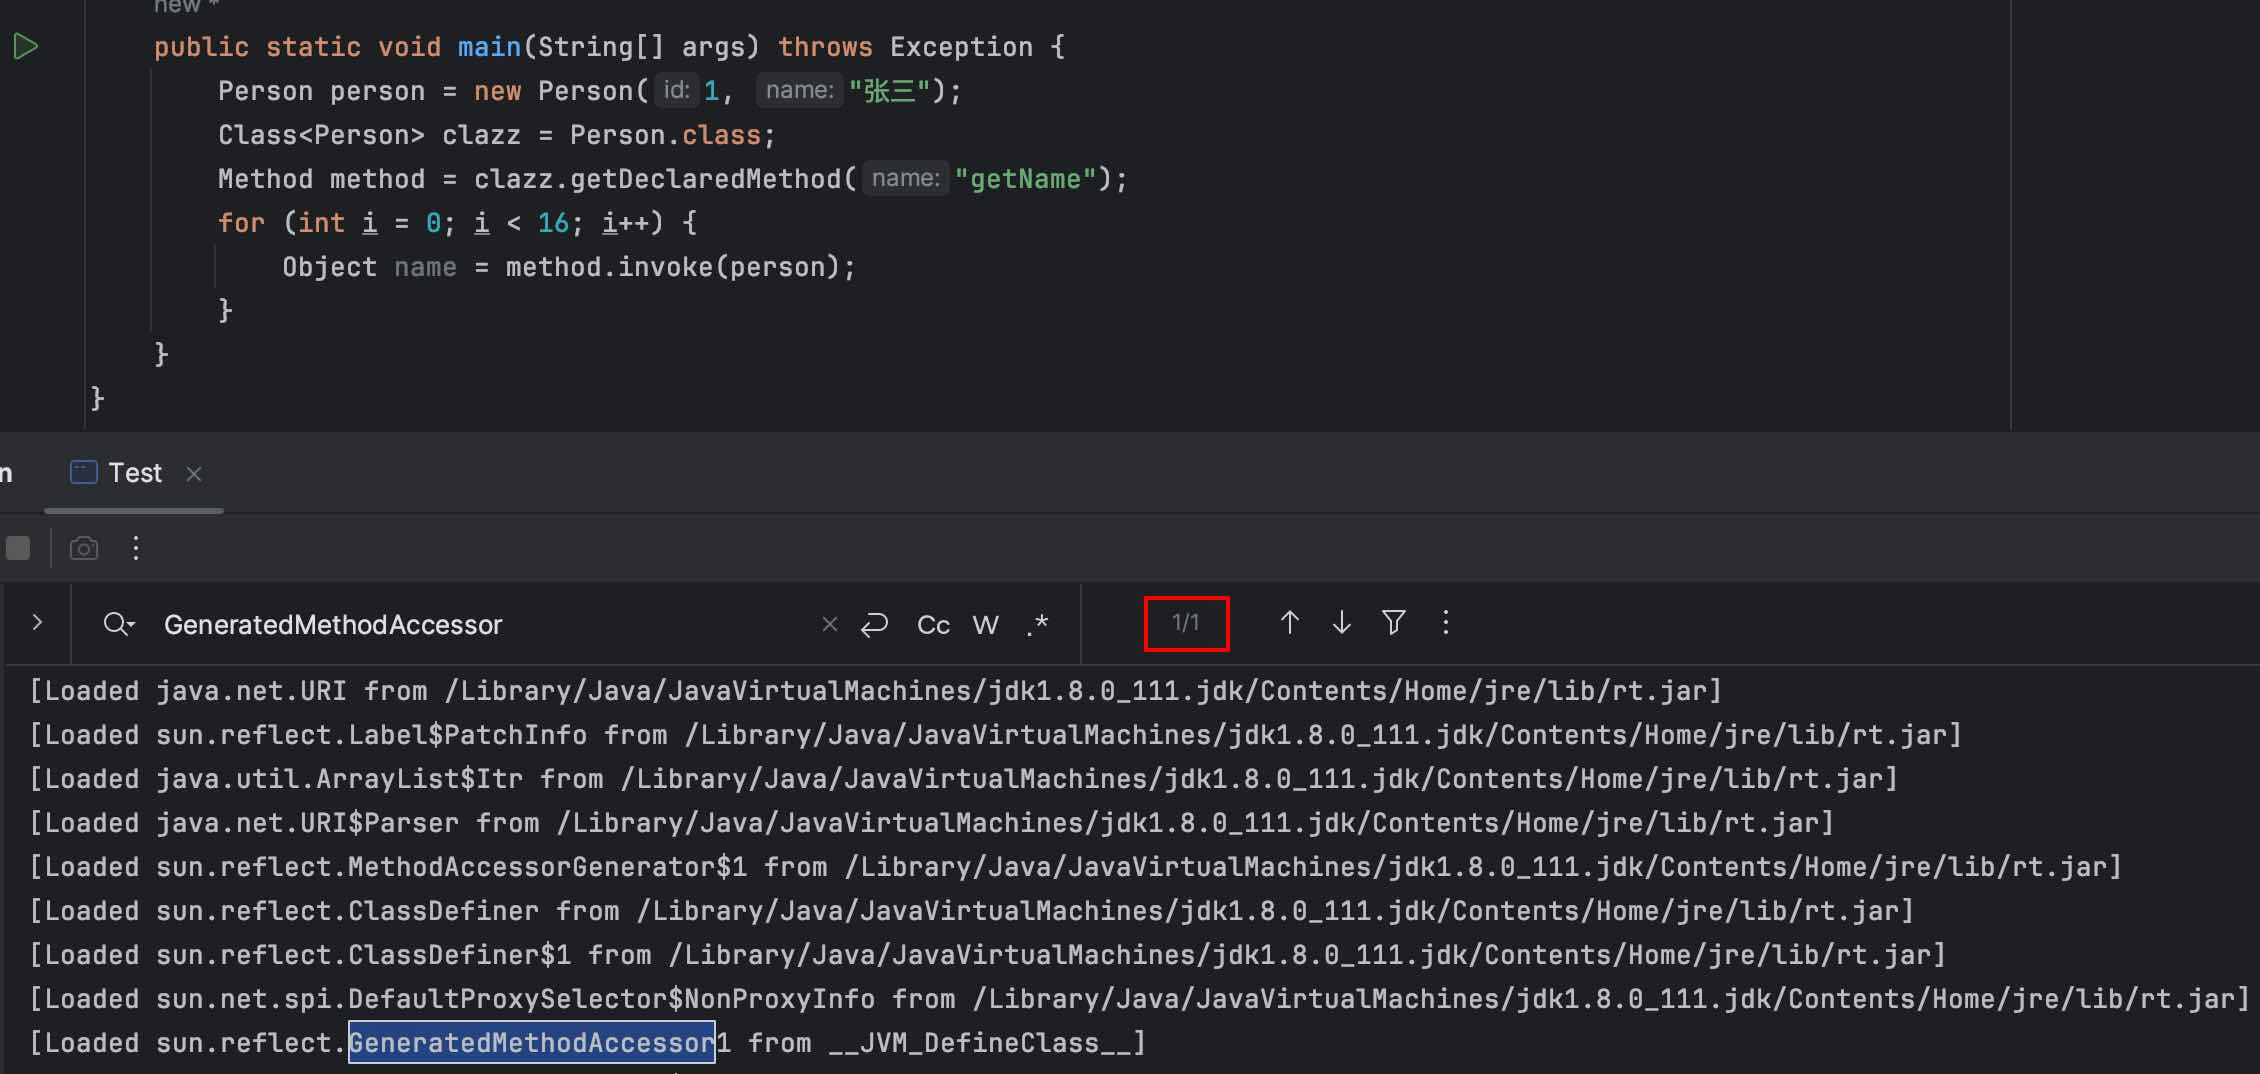 new *
public static void main(String[] args) throws Exception {
Person person = new Person( id: 1, name: "张三");
Class<Person> clazz = Person.class;
Method method = clazz.getDeclaredMethod( name: "getName");
for (int i = 0; i < 16; i++) {
Object name = method.invoke(person);
}
}
}
n Test
GeneratedMethodAccessor Cc W .* 1/1
[Loaded java.net.URI from /Library/Java/JavaVirtualMachines/jdk1.8.0_111.jdk/Contents/Home/jre/lib/rt.jar]
[Loaded sun.reflect.Label$PatchInfo from /Library/Java/JavaVirtualMachines/jdk1.8.0_111.jdk/Contents/Home/jre/lib/rt.jar]
[Loaded java.util.ArrayList$Itr from /Library/Java/JavaVirtualMachines/jdk1.8.0_111.jdk/Contents/Home/jre/lib/rt.jar]
[Loaded java.net.URI$Parser from /Library/Java/JavaVirtualMachines/jdk1.8.0_111.jdk/Contents/Home/jre/lib/rt.jar]
[Loaded sun.reflect.MethodAccessorGenerator$1 from /Library/Java/JavaVirtualMachines/jdk1.8.0_111.jdk/Contents/Home/jre/lib/rt.jar]
[Loaded sun.reflect.ClassDefiner from /Library/Java/JavaVirtualMachines/jdk1.8.0_111.jdk/Contents/Home/jre/lib/rt.jar]
[Loaded sun.reflect.ClassDefiner$1 from /Library/Java/JavaVirtualMachines/jdk1.8.0_111.jdk/Contents/Home/jre/lib/rt.jar]
[Loaded sun.net.spi.DefaultProxySelector$NonProxyInfo from /Library/Java/JavaVirtualMachines/jdk1.8.0_111.jdk/Contents/Home/jre/lib/rt.jar]
[Loaded sun.reflect.GeneratedMethodAccessor1 from __JVM_DefineClass__]